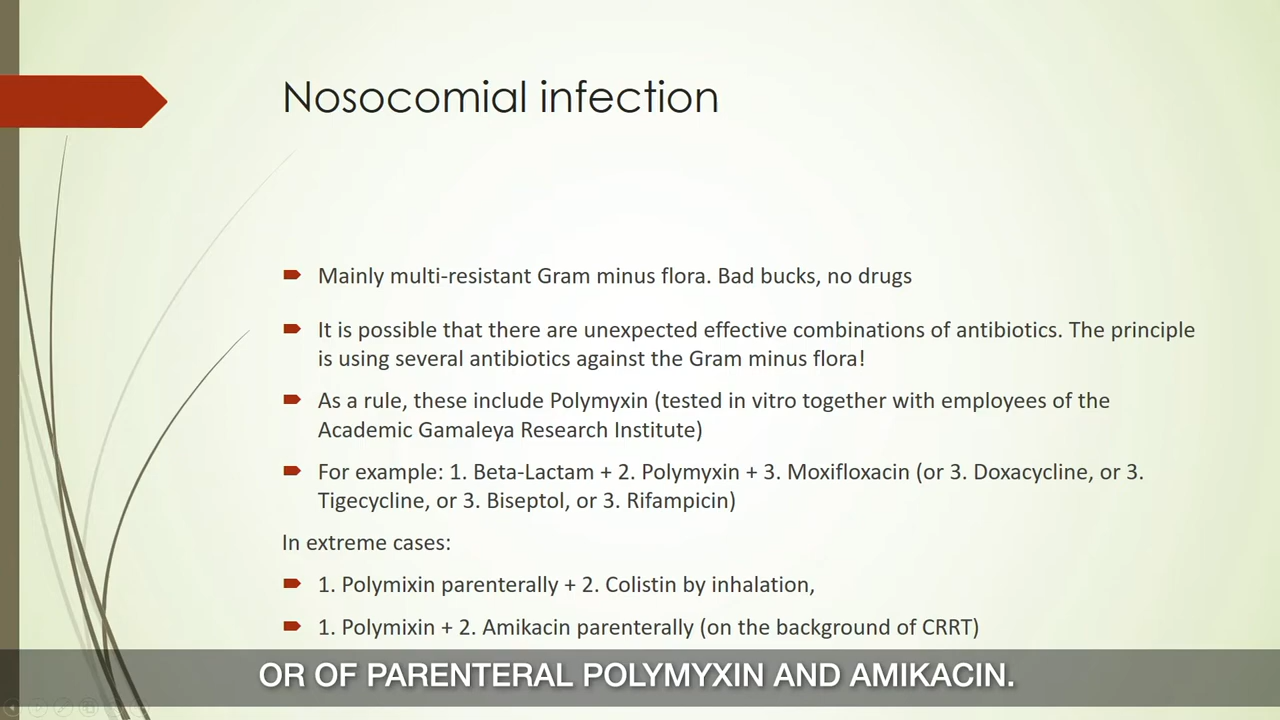 Nosocomial infection
Mainly multi-resistant Gram minus flora. Bad bucks, no drugs
It is possible that there are unexpected effective combinations of antibiotics. The principle
is using several antibiotics against the Gram minus flora!
As a rule, these include Polymyxin (tested in vitro together with employees of the
Academic Gamaleya Research Institute)
For example: 1. Beta-Lactam + 2. Polymyxin + 3. Moxifloxacin (or 3. Doxacycline, or 3.
Tigecycline, or 3. Biseptol, or 3. Rifampicin)
In extreme cases:
1. Polymixin parenterally + 2. Colistin by inhalation,
1. Polymixin + 2. Amikacin parenterally (on the background of CRRT)
OR OF PARENTERAL POLYMYXIN AND AMIKACIN.